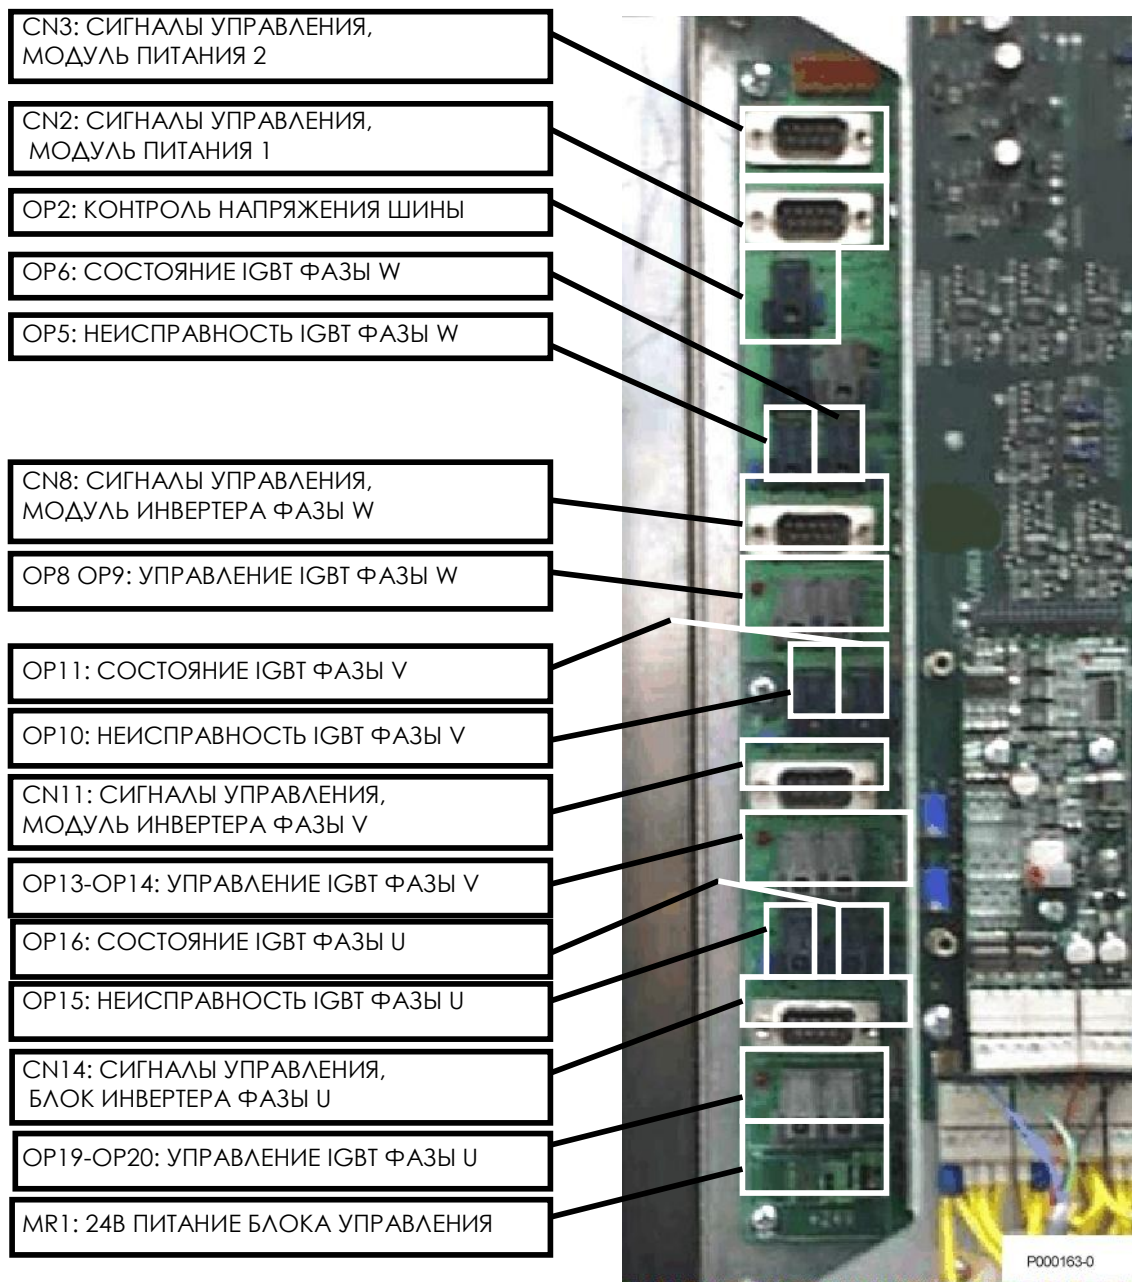 CN3: СИГНАЛЫ УПРАВЛЕНИЯ,
МОДУЛЬ ПИТАНИЯ 2
CN2: СИГНАЛЫ УПРАВЛЕНИЯ,
МОДУЛЬ ПИТАНИЯ 1
OP2: КОНТРОЛЬ НАПРЯЖЕНИЯ ШИНЫ
OP6: СОСТОЯНИЕ IGBT ФАЗЫ W
OP5: НЕИСПРАВНОСТЬ IGBT ФАЗЫ W
CN8: СИГНАЛЫ УПРАВЛЕНИЯ,
МОДУЛЬ ИНВЕРТЕРА ФАЗЫ W
OP8 OP9: УПРАВЛЕНИЕ IGBT ФАЗЫ W
OP11: СОСТОЯНИЕ IGBT ФАЗЫ V
OP10: НЕИСПРАВНОСТЬ IGBT ФАЗЫ V
CN11: СИГНАЛЫ УПРАВЛЕНИЯ,
МОДУЛЬ ИНВЕРТЕРА ФАЗЫ V
OP13-OP14: УПРАВЛЕНИЕ IGBT ФАЗЫ V
OP16: СОСТОЯНИЕ IGBT ФАЗЫ U
OP15: НЕИСПРАВНОСТЬ IGBT ФАЗЫ U
CN14: СИГНАЛЫ УПРАВЛЕНИЯ,
БЛОК ИНВЕРТЕРА ФАЗЫ U
OP19-OP20: УПРАВЛЕНИЕ IGBT ФАЗЫ U
MR1: 24В ПИТАНИЕ БЛОКА УПРАВЛЕНИЯ
P000163-0